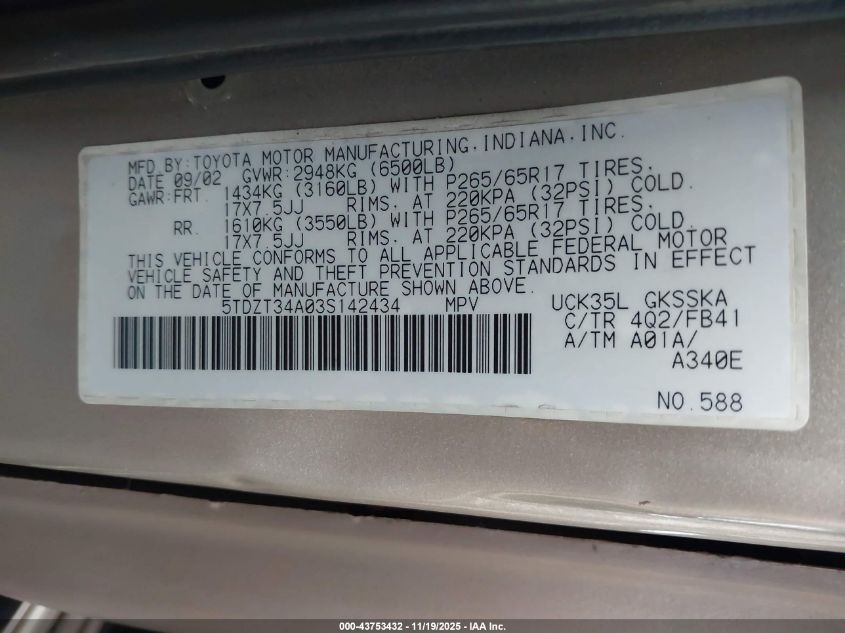 MFD.BY:TOYOTA MOTOR MANUFACTURING,INDIANA,INC.
DATE 09/02 GVWR:2948KG (6500LB)
GAWR:FRT. 1434KG (3160LB) WITH P265/65R17 TIRES.
17X7.5JJ RIMS. AT 220KPA (32PSI) COLD.
RR. 1610KG (3550LB) WITH P265/65R17 TIRES.
17X7.5JJ RIMS. AT 220KPA (32PSI) COLD.
THIS VEHICLE CONFORMS TO ALL APPLICABLE FEDERAL MOTOR
VEHICLE SAFETY AND THEFT PREVENTION STANDARDS IN EFFECT
ON THE DATE OF MANUFACTURE SHOWN ABOVE.
5TDZT34A03S142434 MPV UCK35L GKSSKA
C/TR 4Q2/FB41
A/TM A01A/
A340E
NO.588
000-43753432 - 11/19/2025 - IAA Inc.